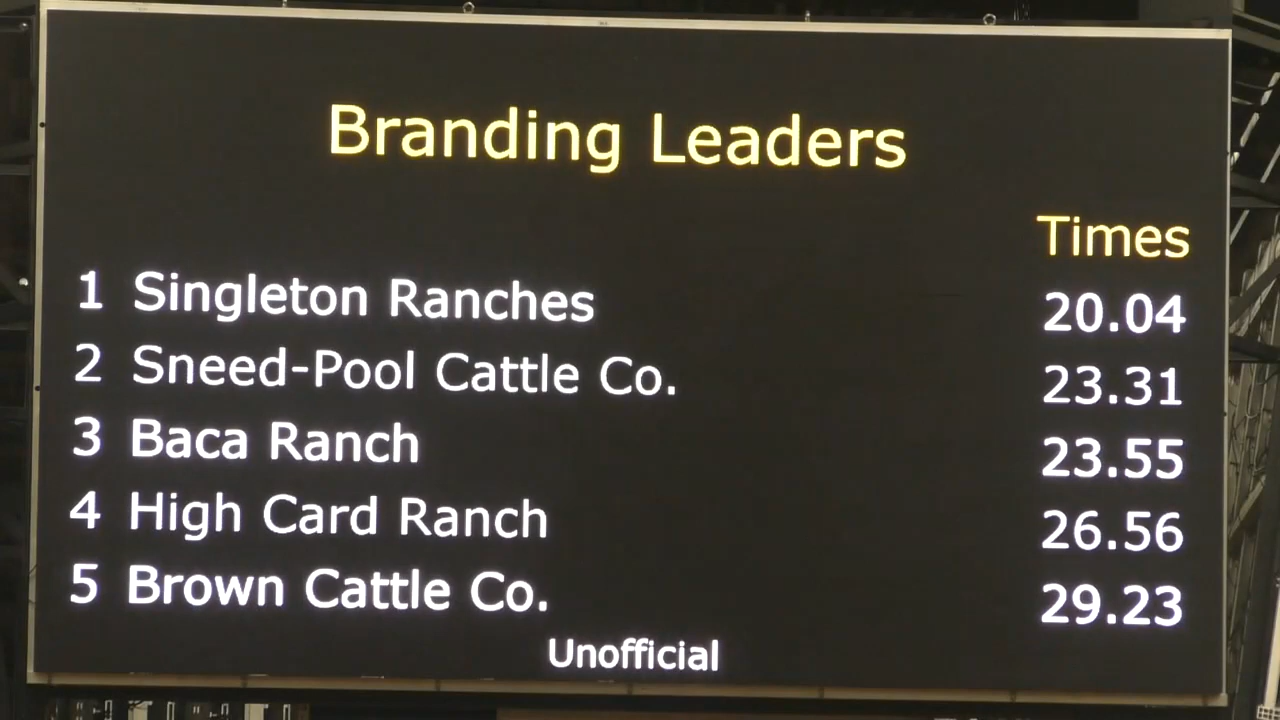 Branding Leaders
Times
1 Singleton Ranches 20.04
2 Sneed-Pool Cattle Co. 23.31
3 Baca Ranch 23.55
4 High Card Ranch 26.56
5 Brown Cattle Co. 29.23
Unofficial